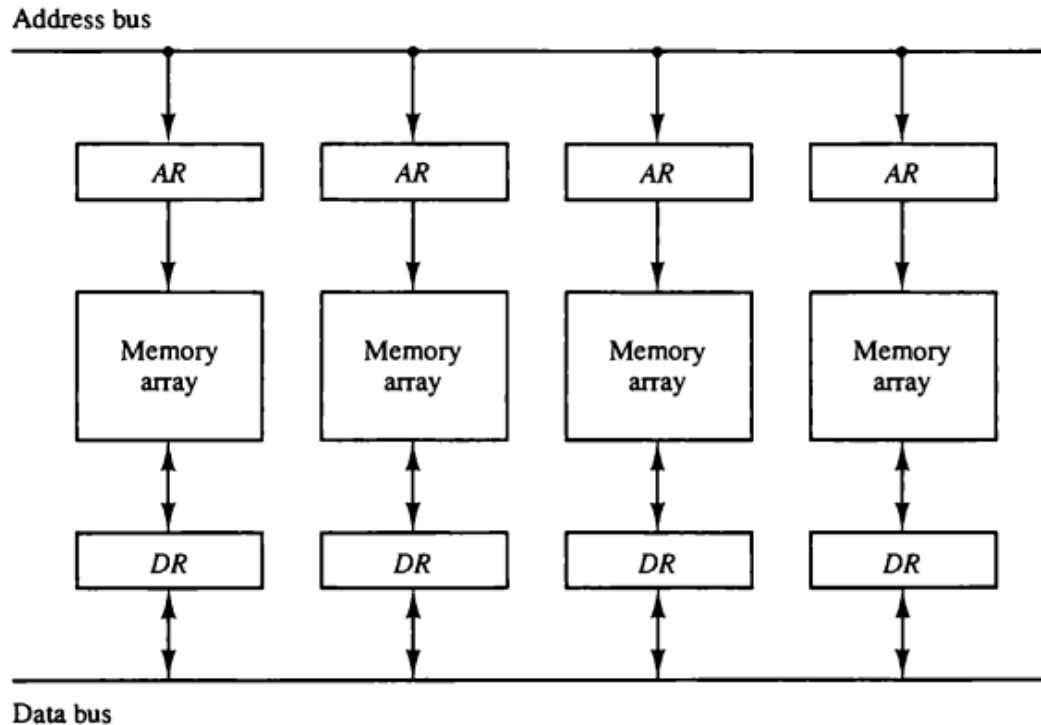 Address bus
AR AR AR AR
Memory Memory Memory Memory
array array array array
DR DR DR DR
Data bus